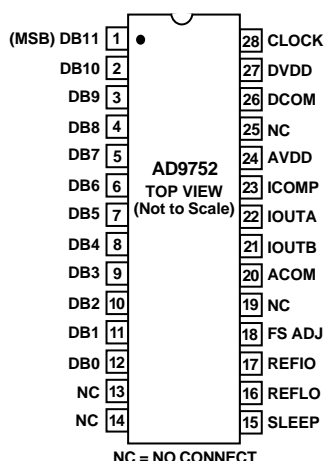 (MSB) DB11 1 28 CLOCK
DB10 2 27 DVDD
DB9 3 26 DCOM
DB8 4 25 NC
DB7 5 24 AVDD
DB6 6 23 ICOMP
DB5 7 22 IOUTA
DB4 8 21 IOUTB
DB3 9 20 ACOM
DB2 10 19 NC
DB1 11 18 FS ADJ
DB0 12 17 REFIO
NC 13 16 REFLO
NC 14 15 SLEEP
AD9752
TOP VIEW
(Not to Scale)
NC = NO CONNECT